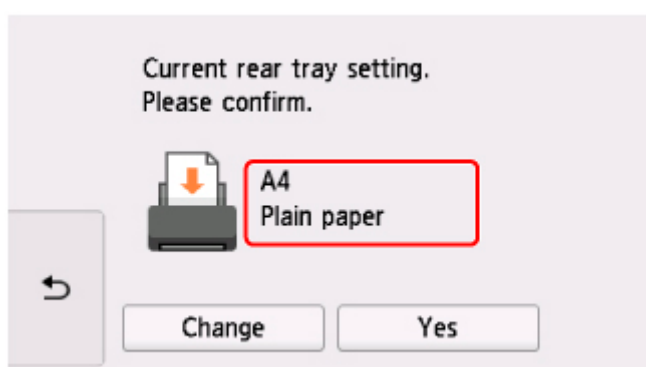 Current rear tray setting.
Please confirm.
A4
Plain paper
Change
Yes